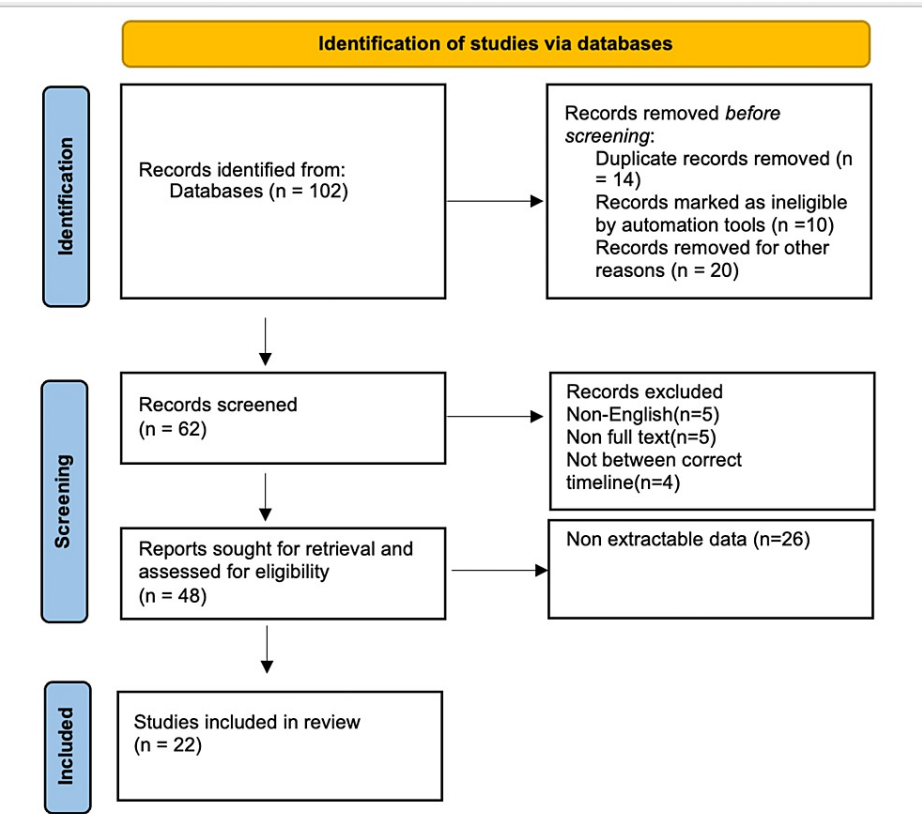 Identification of studies via databases
Identification
Records identified from:
Databases (n = 102)
Records removed before
screening:
Duplicate records removed (n
= 14)
Records marked as ineligible
by automation tools (n =10)
Records removed for other
reasons (n = 20)
Screening
Records screened
(n = 62)
Records excluded
Non-English(n=5)
Non full text(n=5)
Not between correct
timeline(n=4)
Reports sought for retrieval and
assessed for eligibility
(n = 48)
Non extractable data (n=26)
Included
Studies included in review
(n = 22)